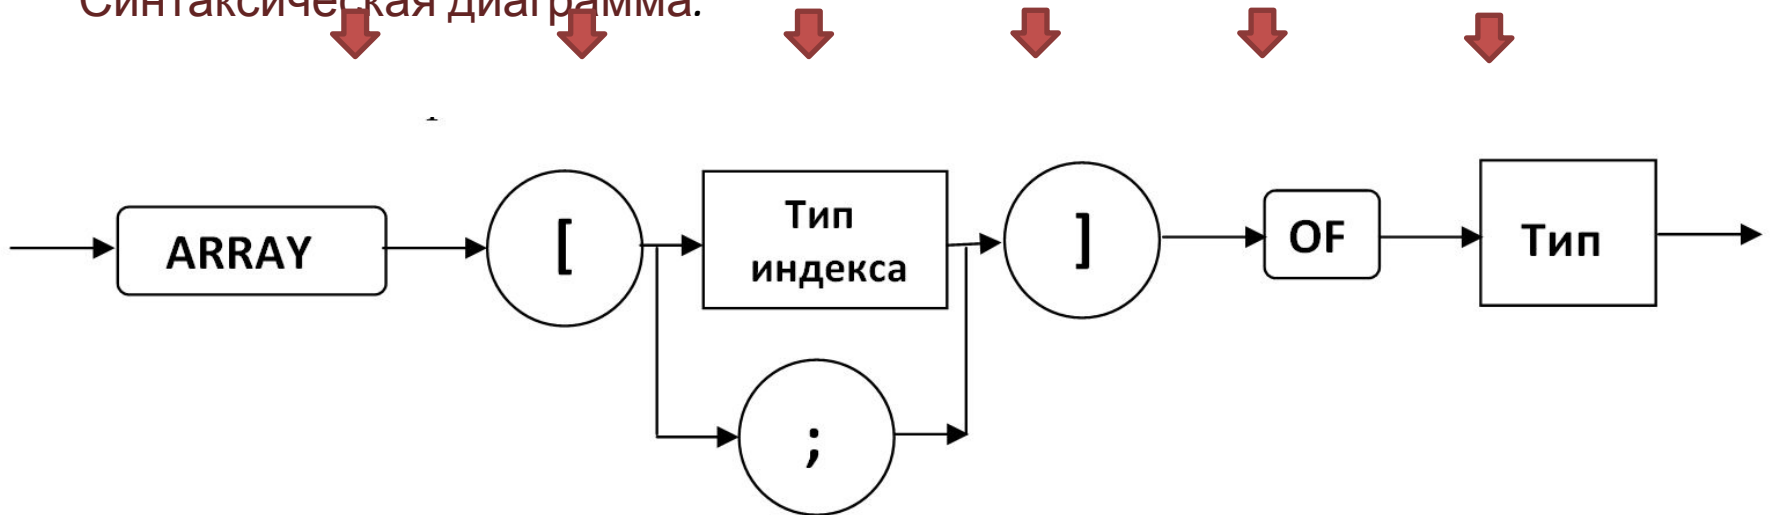 Синтаксическая диаграмма.
ARRAY
[
Тип
индекса
]
OF
Тип
;